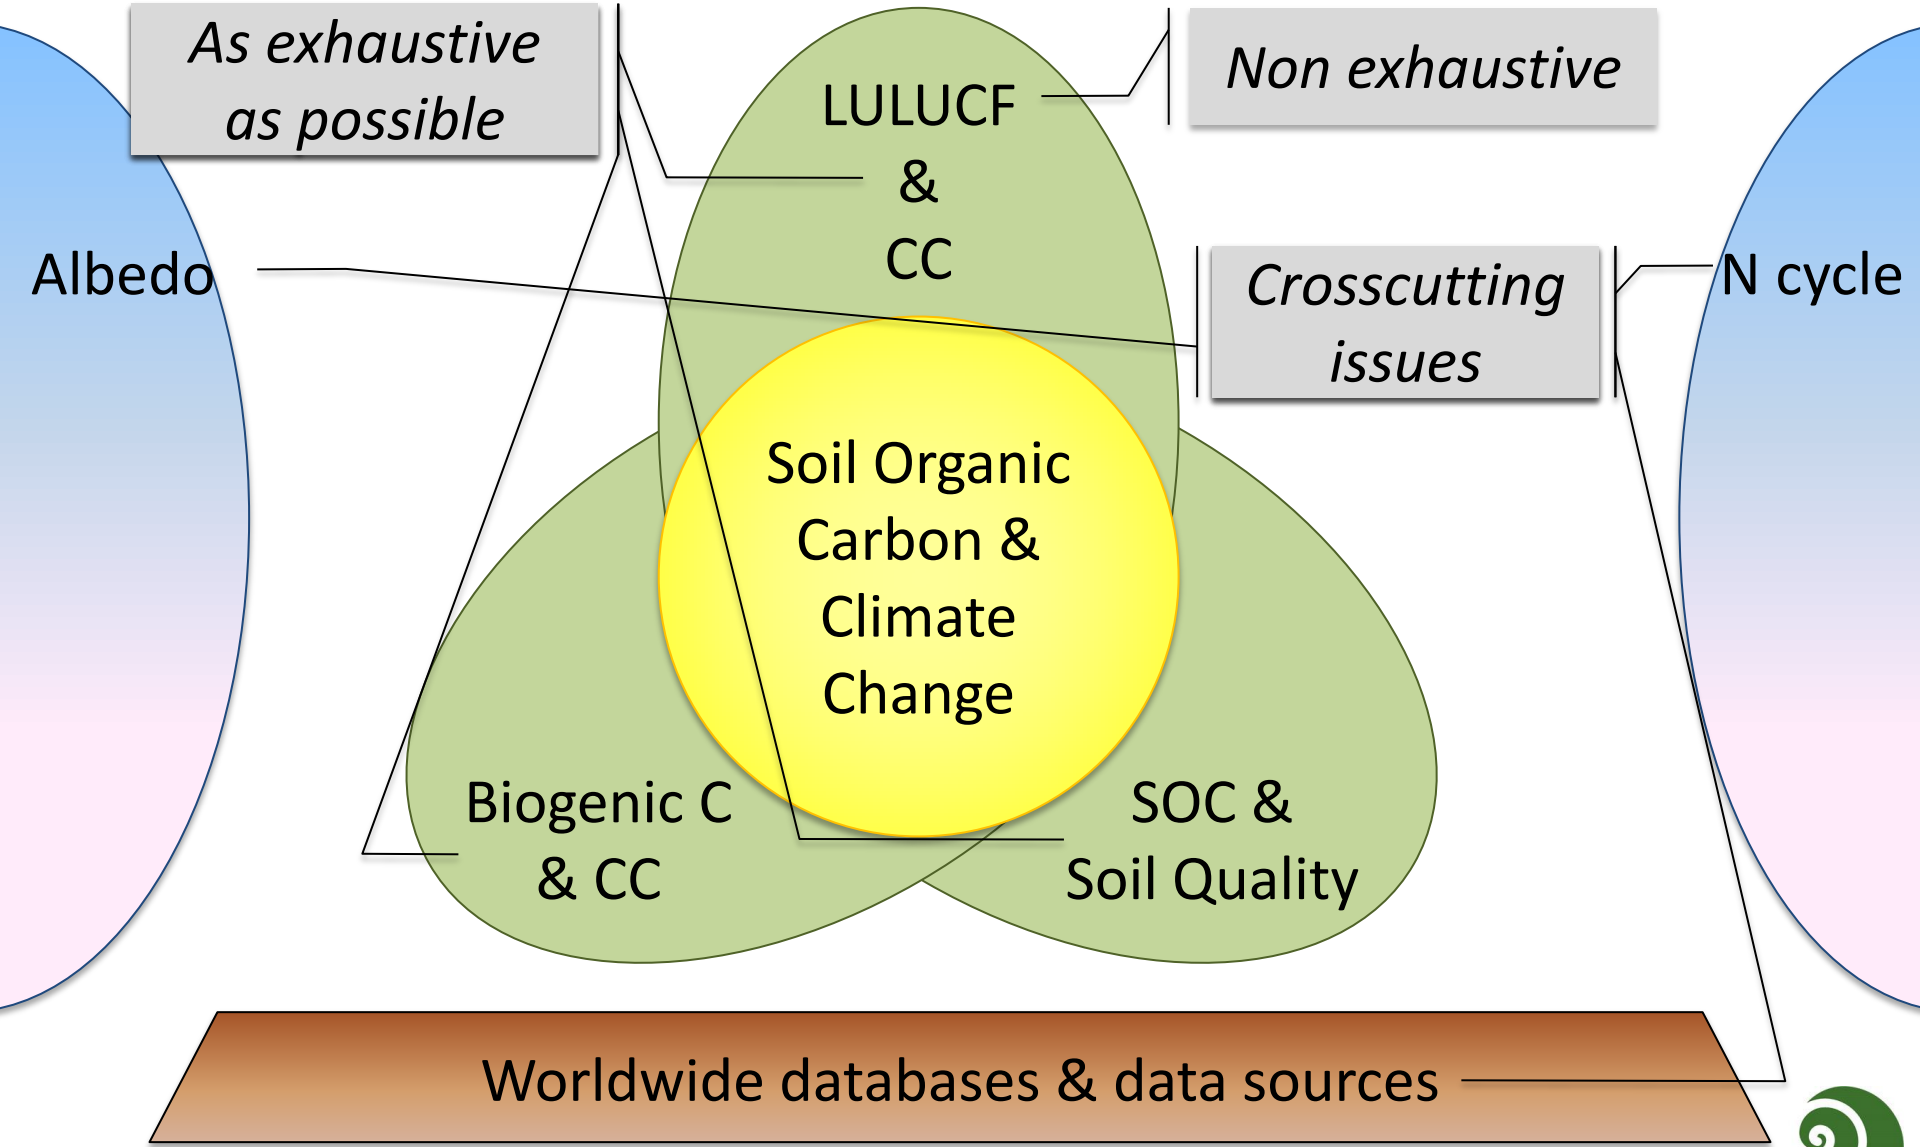 As exhaustive
as possible
Non exhaustive
LULUCF
&
CC
Albedo
Crosscutting
issues
N cycle
Soil Organic
Carbon &
Climate
Change
Biogenic C
& CC
SOC &
Soil Quality
Worldwide databases & data sources